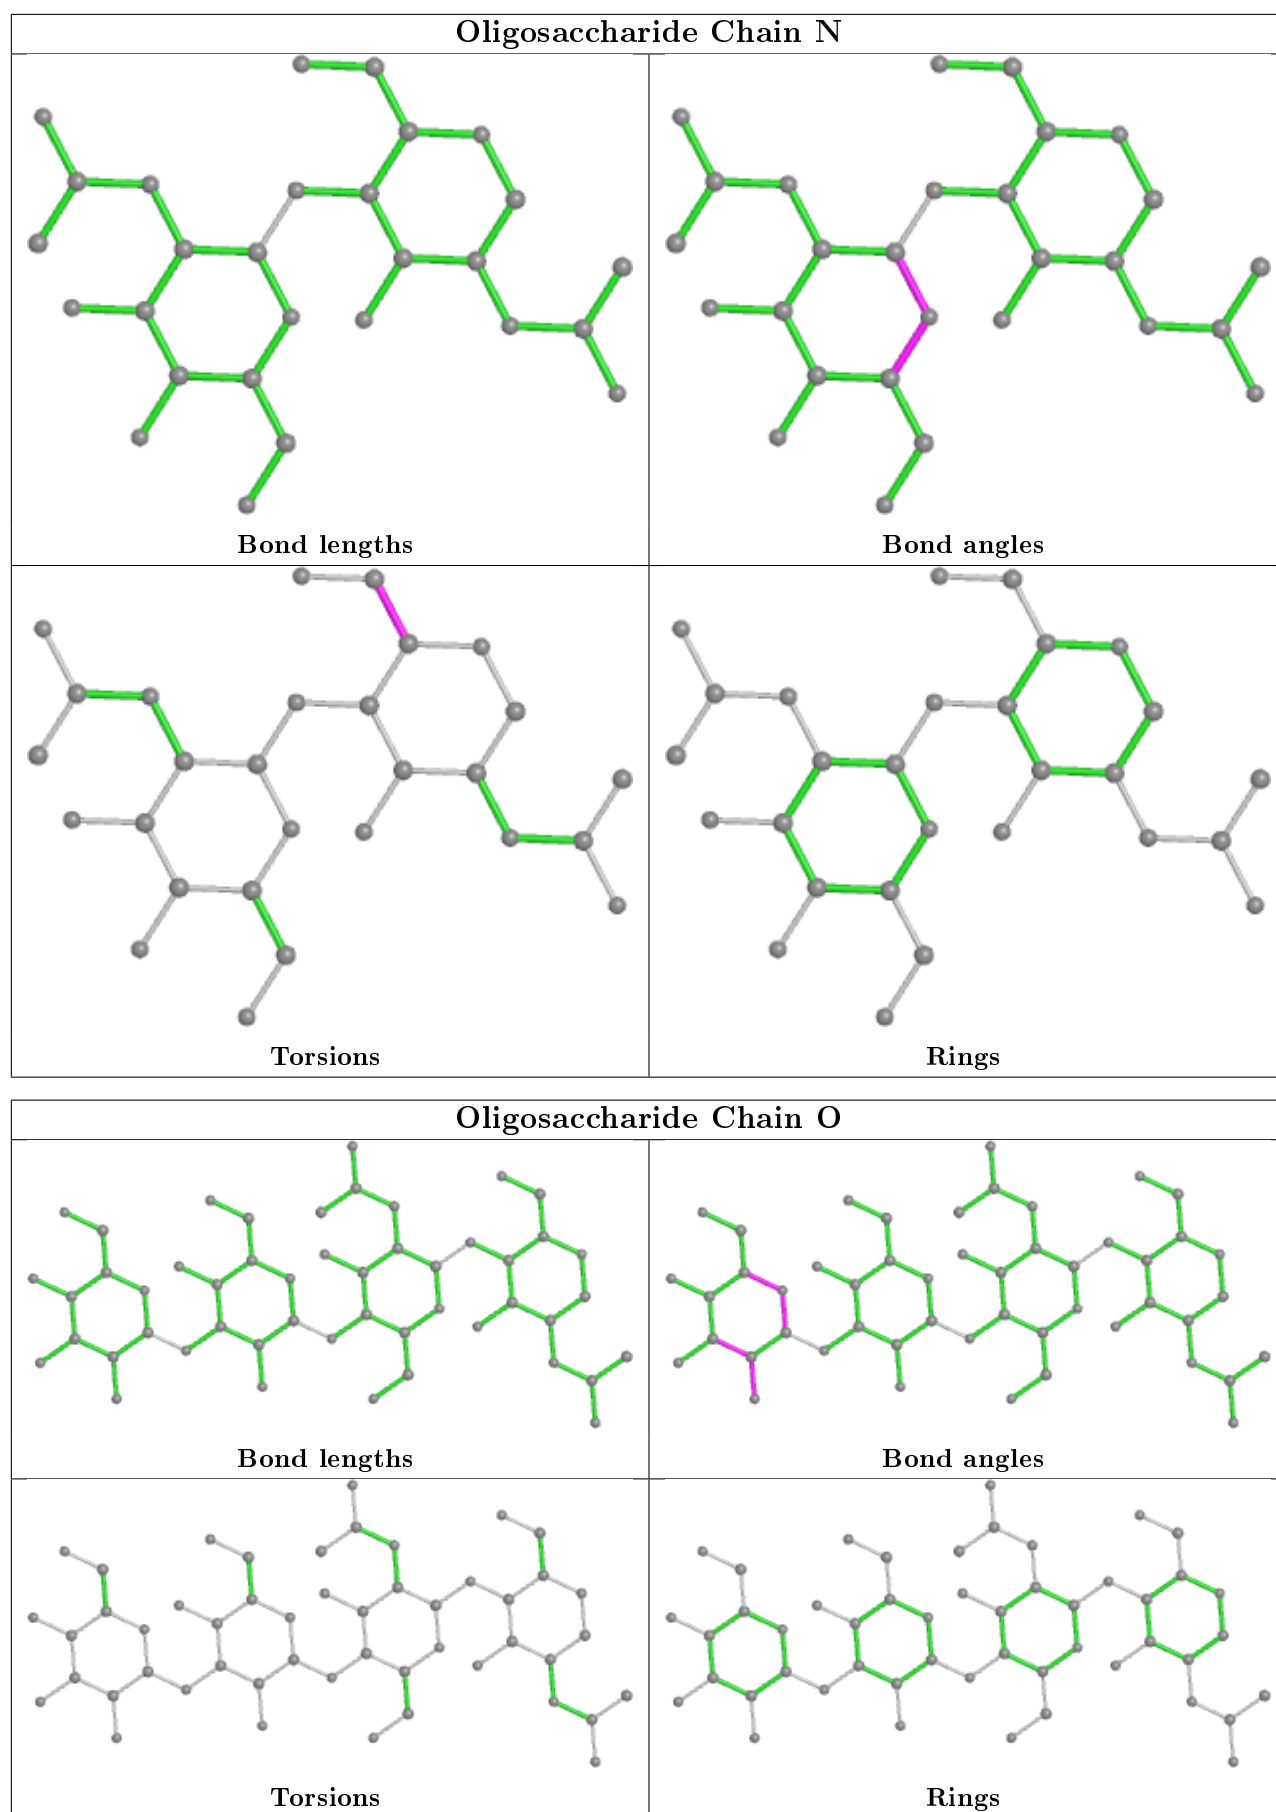 Oligosaccharide Chain N
Bond lengths
Bond angles
Torsions
Rings
Oligosaccharide Chain O
Bond lengths
Bond angles
Torsions
Rings